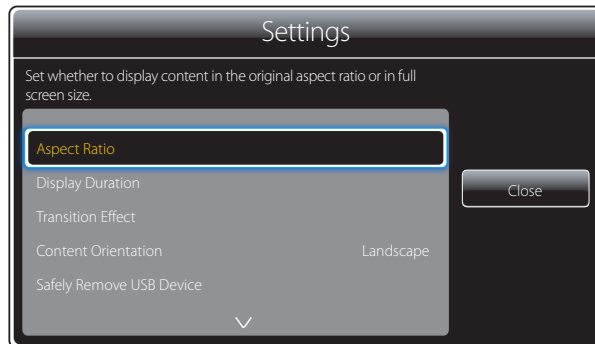 Settings
Set whether to display content in the original aspect ratio or in full
screen size.
Aspect Ratio
Display Duration
Close
Transition Effect
Content Orientation Landscape
Safely Remove USB Device